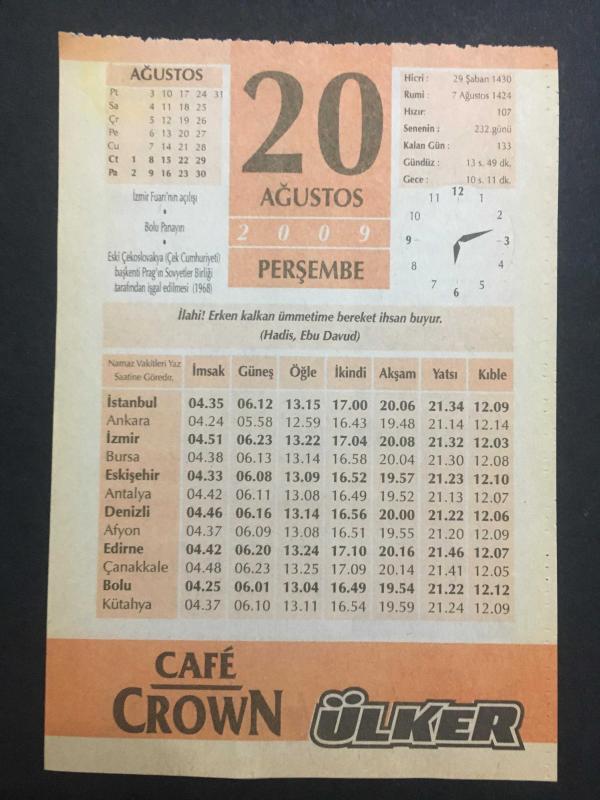 AĞUSTOS
Pt 3 10 17 24 31
Sa 4 11 18 25
Çr 5 12 19 26
Pe 6 13 20 27
Cu 7 14 21 28
Ct 1 8 15 22 29
Pa 2 9 16 23 30
İzmir Fuarı'nın açılışı
•
Bolu Panayırı
•
Eski Çekoslovakya (Çek Cumhuriyeti)
başkenti Prag'ın Sovyetler Birliği
tarafından işgal edilmesi (1968)
20
AĞUSTOS
2009
PERŞEMBE
Hicri : 29 Şaban 1430
Rumi : 7 Ağustos 1424
Hızır: 107
Senenin : 232.günü
Kalan Gün : 133
Gündüz : 13 s. 49 dk.
Gece : 10 s. 11 dk.
12
11 1
10 2
9 3
8 4
7 5
6
İlahi! Erken kalkan ümmetime bereket ihsan buyur.
(Hadis, Ebu Davud)
Namaz Vakitleri Yaz
Saatine Göredir. İmsak Güneş Öğle İkindi Akşam Yatsı Kıble
İstanbul 04.35 06.12 13.15 17.00 20.06 21.34 12.09
Ankara 04.24 05.58 12.59 16.43 19.48 21.14 12.14
İzmir 04.51 06.23 13.22 17.04 20.08 21.32 12.03
Bursa 04.38 06.13 13.14 16.58 20.04 21.30 12.08
Eskişehir 04.33 06.08 13.09 16.52 19.57 21.23 12.10
Antalya 04.42 06.11 13.08 16.49 19.52 21.13 12.07
Denizli 04.46 06.16 13.14 16.56 20.00 21.22 12.06
Afyon 04.37 06.09 13.08 16.51 19.55 21.20 12.09
Edirne 04.42 06.20 13.24 17.10 20.16 21.46 12.07
Çanakkale 04.48 06.23 13.25 17.09 20.14 21.41 12.05
Bolu 04.25 06.01 13.04 16.49 19.54 21.22 12.12
Kütahya 04.37 06.10 13.11 16.54 19.59 21.24 12.09
CAFÉ
CROWN
ÜLKER